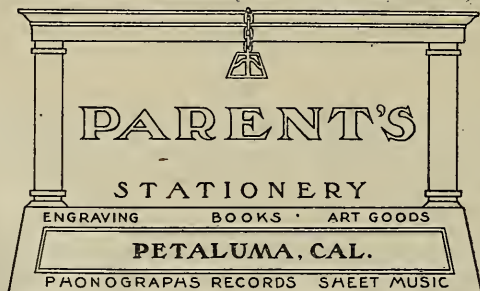 PARENT'S
STATIONERY
ENGRAVING BOOKS · ART GOODS
PETALUMA, CAL.
PHONOGRAPHS RECORDS SHEET MUSIC